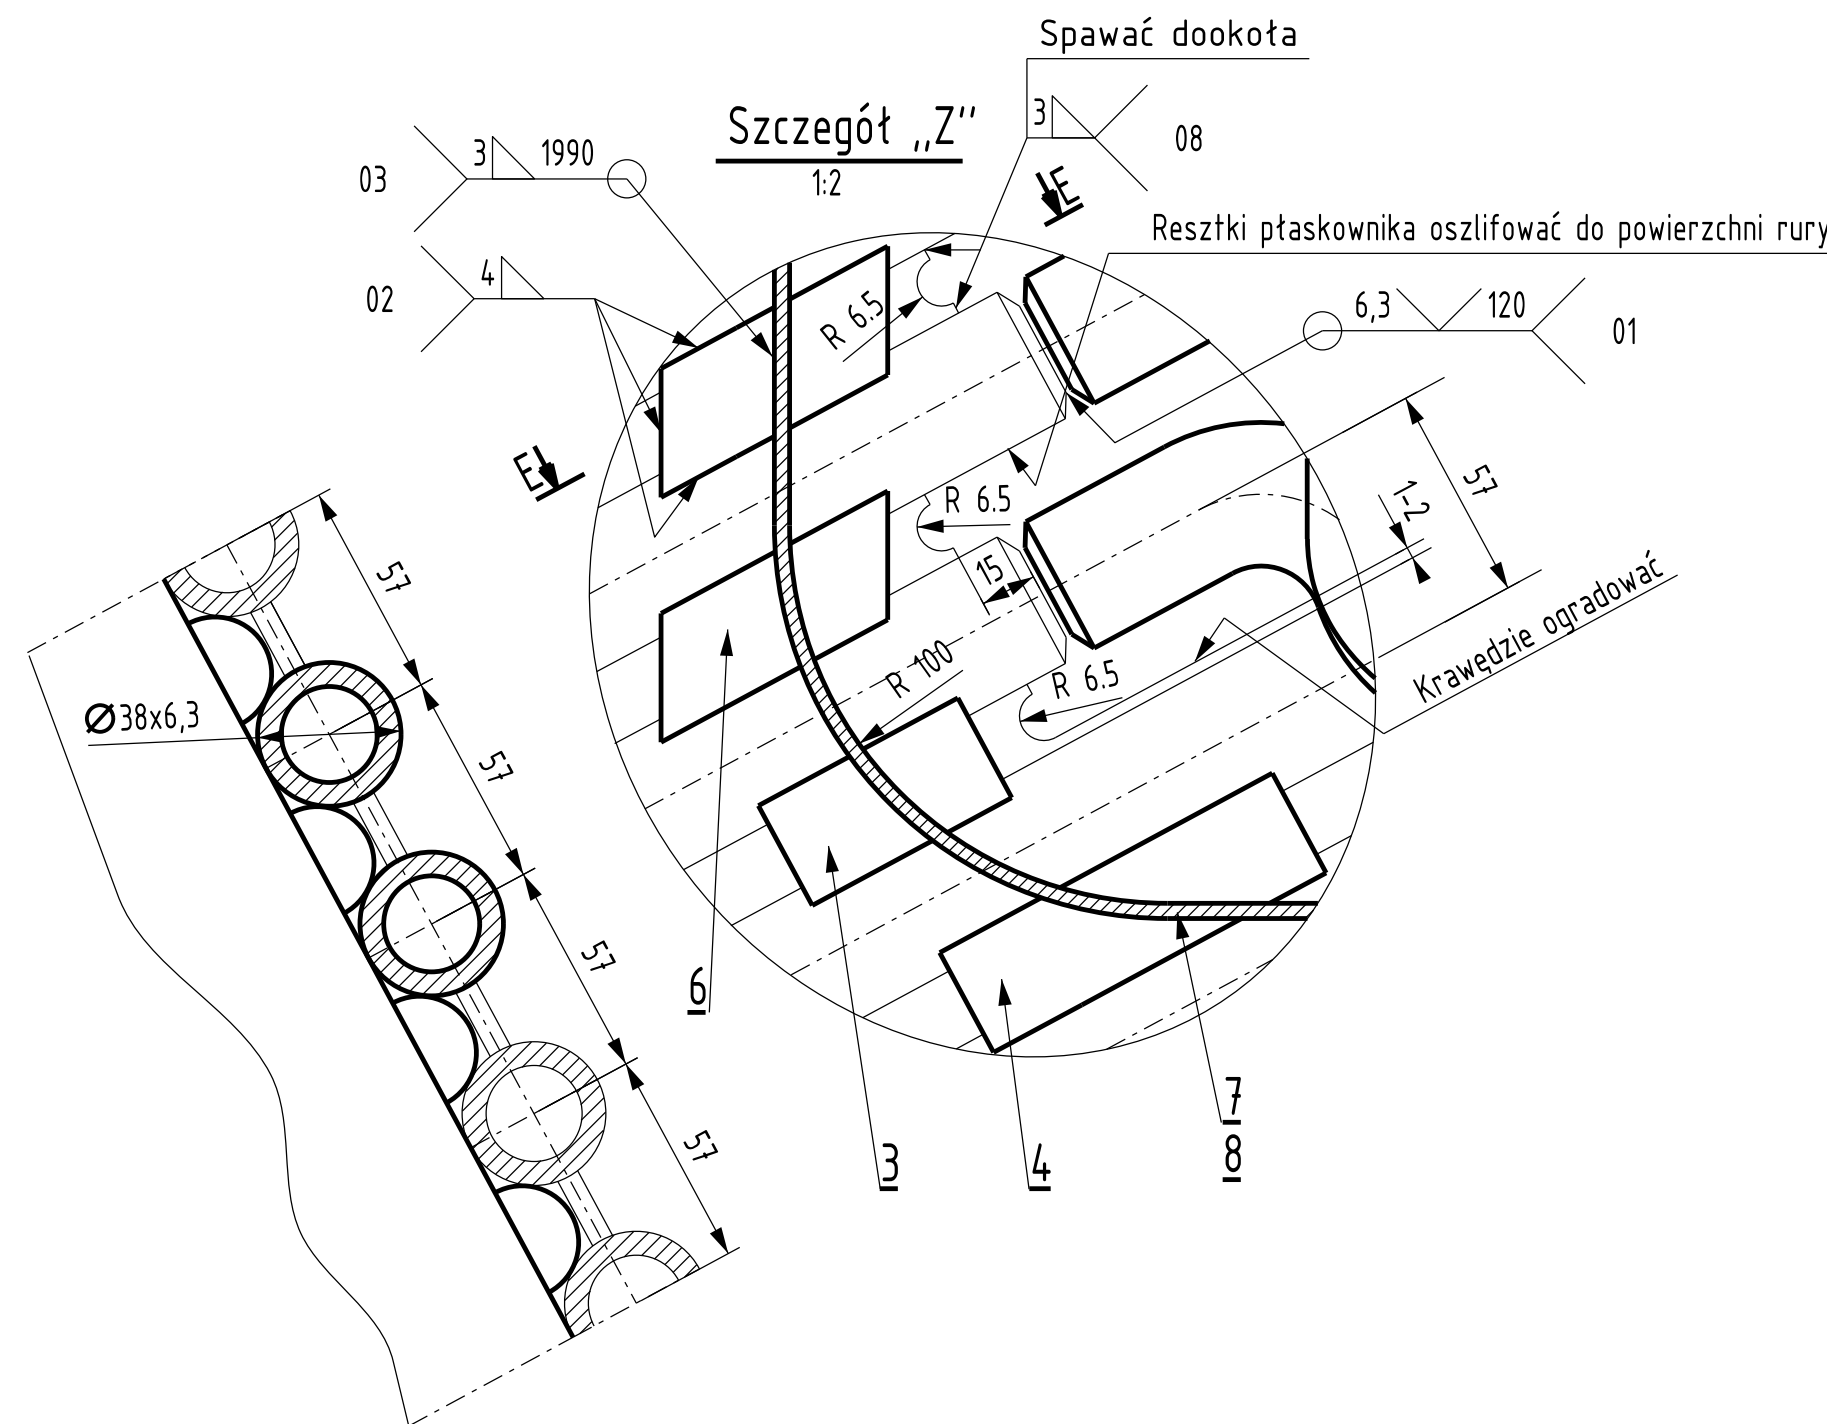 Spawać dookoła
3
08
Szczegół „Z”
1:2
3
1990
03
E
Resztki płaskownika oszlifować do powierzchni rury
4
02
6,3
120
01
R 6.5
E
57
1-2
R 6.5
15
57
Krawędzie ogradować
R 100
R 6.5
Ø38x6,3
57
57
6
57
3
4
7
8